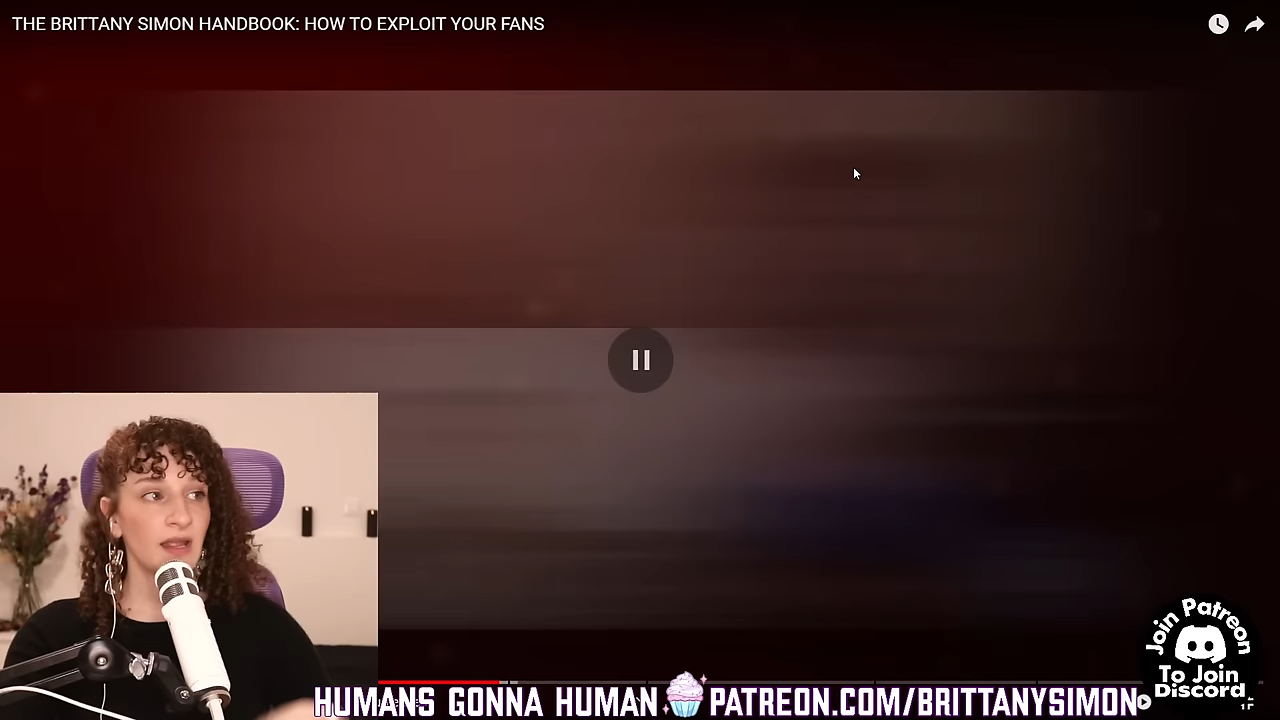 THE BRITTANY SIMON HANDBOOK: HOW TO EXPLOIT YOUR FANS
Join Patreon
To Join
Discord
HUMANS GONNA HUMAN PATREON.COM/BRITTANYSIMON